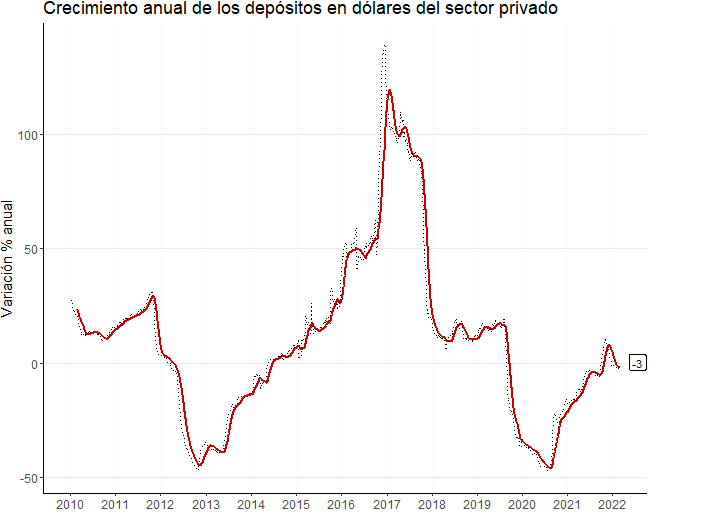 Crecimiento anual de los depósitos en dólares del sector privado
Variación % anual
100
50
0
-50
-3
2010 2011 2012 2013 2014 2015 2016 2017 2018 2019 2020 2021 2022